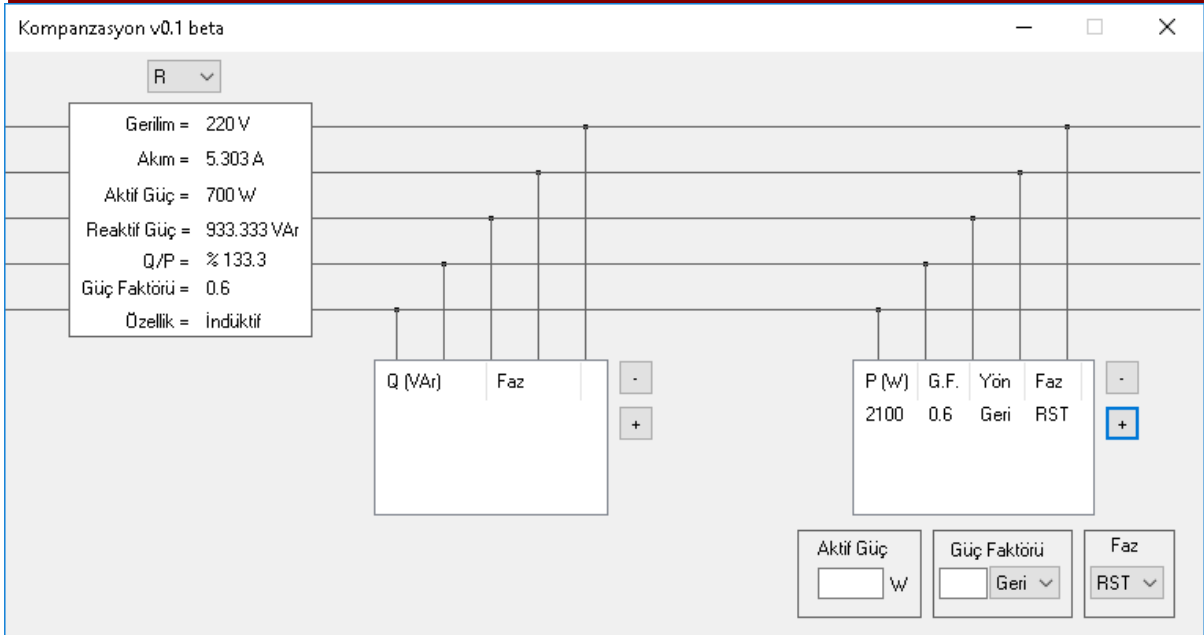 Kompanzasyon v0.1 beta
R
Gerilim = 220 V
Akım = 5.303 A
Aktif Güç = 700 W
Reaktif Güç = 933.333 VAr
Q/P = % 133.3
Güç Faktörü = 0.6
Özellik = İndüktif
Q (VAr) Faz
-
+
P (W) G.F. Yön Faz
2100 0.6 Geri RST
-
+
Aktif Güç
W
Güç Faktörü
Geri
Faz
RST